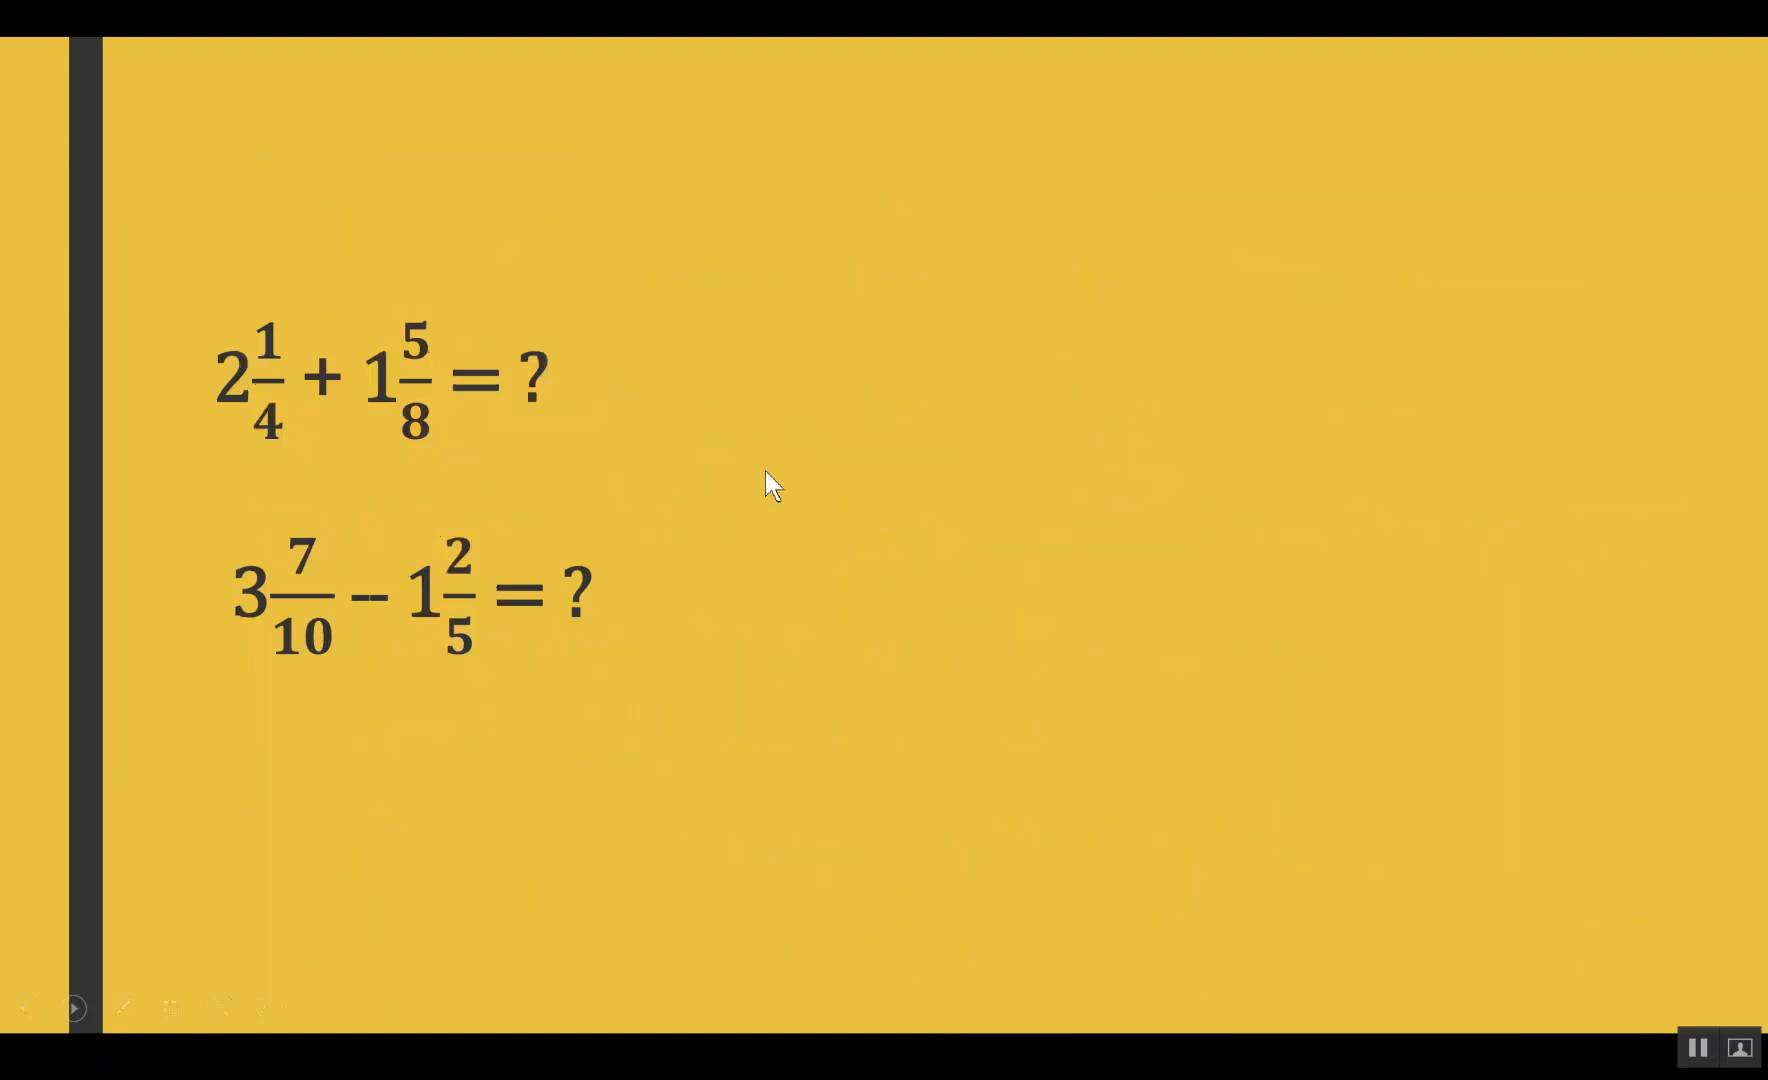 2 1/4 + 1 5/8 = ?
3 7/10 − 1 2/5 = ?